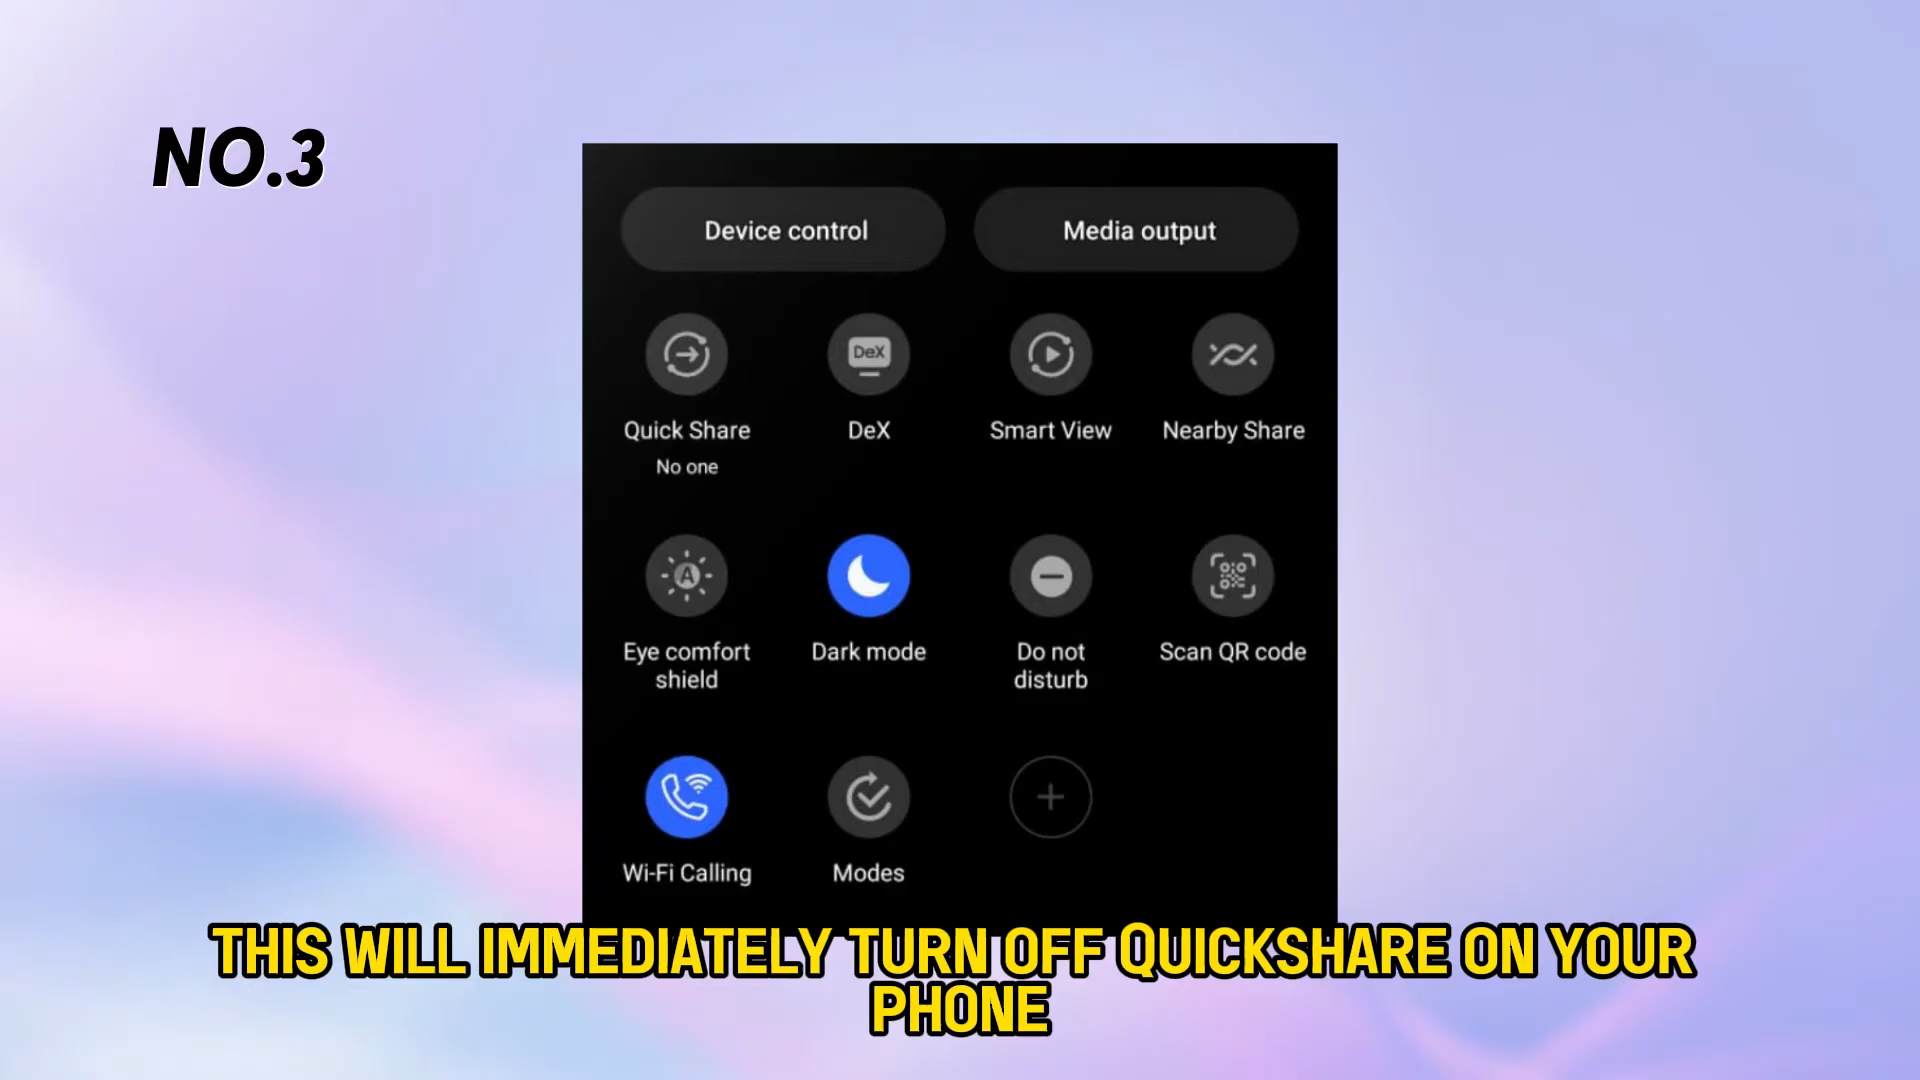 NO.3
Device control
Media output
Quick Share
No one
DeX
DeX
Smart View
Nearby Share
A
Eye comfort
shield
Dark mode
Do not
disturb
Scan QR code
Wi-Fi Calling
Modes
THIS WILL IMMEDIATELY TURN OFF QUICKSHARE ON YOUR
PHONE